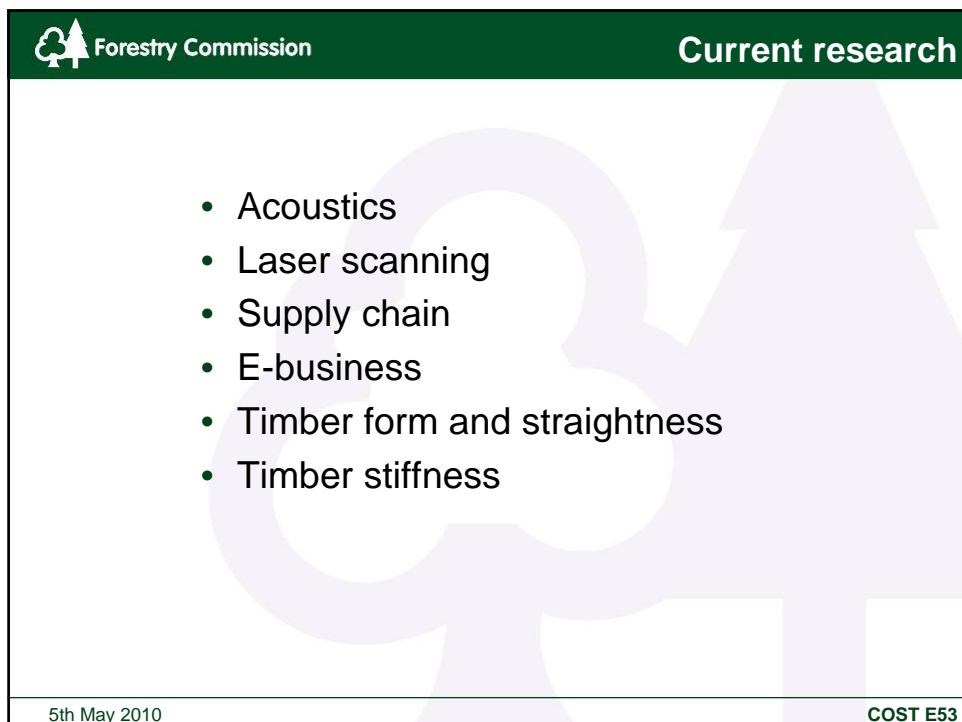 Forestry Commission
Current research
• Acoustics
• Laser scanning
• Supply chain
• E-business
• Timber form and straightness
• Timber stiffness
5th May 2010
COST E53